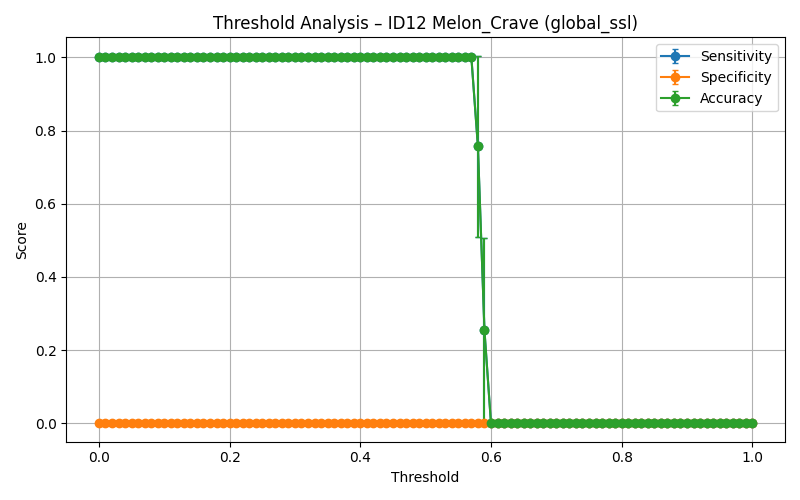 Threshold Analysis – ID12 Melon_Crave (global_ssl)
Sensitivity
Specificity
Accuracy
Score
1.0
0.8
0.6
0.4
0.2
0.0
0.0 0.2 0.4 0.6 0.8 1.0
Threshold